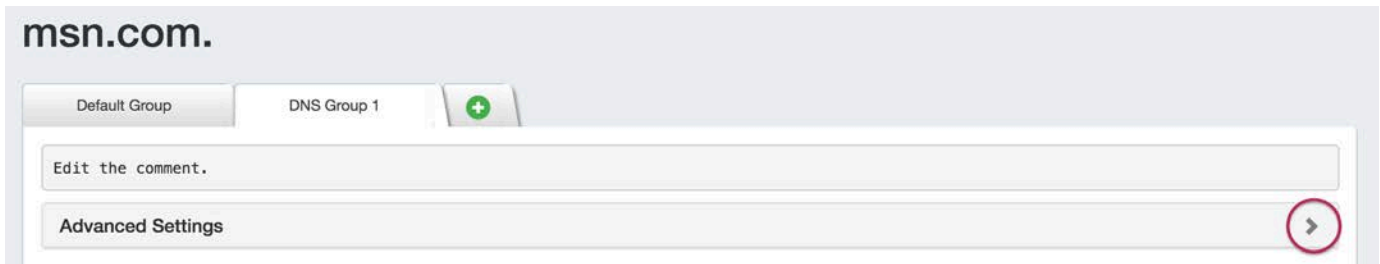 msn.com.
Default Group
DNS Group 1
Edit the comment.
Advanced Settings